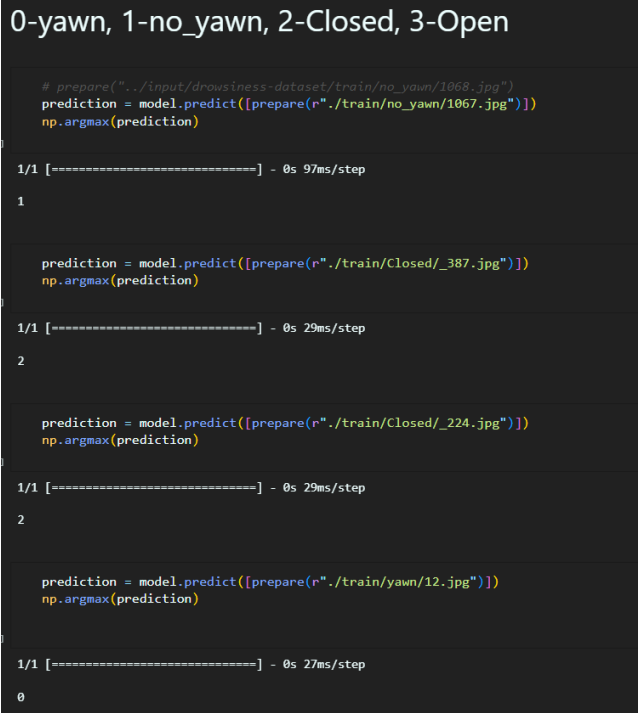 0-yawn, 1-no_yawn, 2-Closed, 3-Open
# prepare("../input/drowsiness-dataset/train/no_yawn/1068.jpg")
prediction = model.predict([prepare(r"./train/no_yawn/1067.jpg")])
np.argmax(prediction)
1/1 [==============================] - 0s 97ms/step
1
prediction = model.predict([prepare(r"./train/Closed/_387.jpg")])
np.argmax(prediction)
1/1 [==============================] - 0s 29ms/step
2
prediction = model.predict([prepare(r"./train/Closed/_224.jpg")])
np.argmax(prediction)
1/1 [==============================] - 0s 29ms/step
2
prediction = model.predict([prepare(r"./train/yawn/12.jpg")])
np.argmax(prediction)
1/1 [==============================] - 0s 27ms/step
0